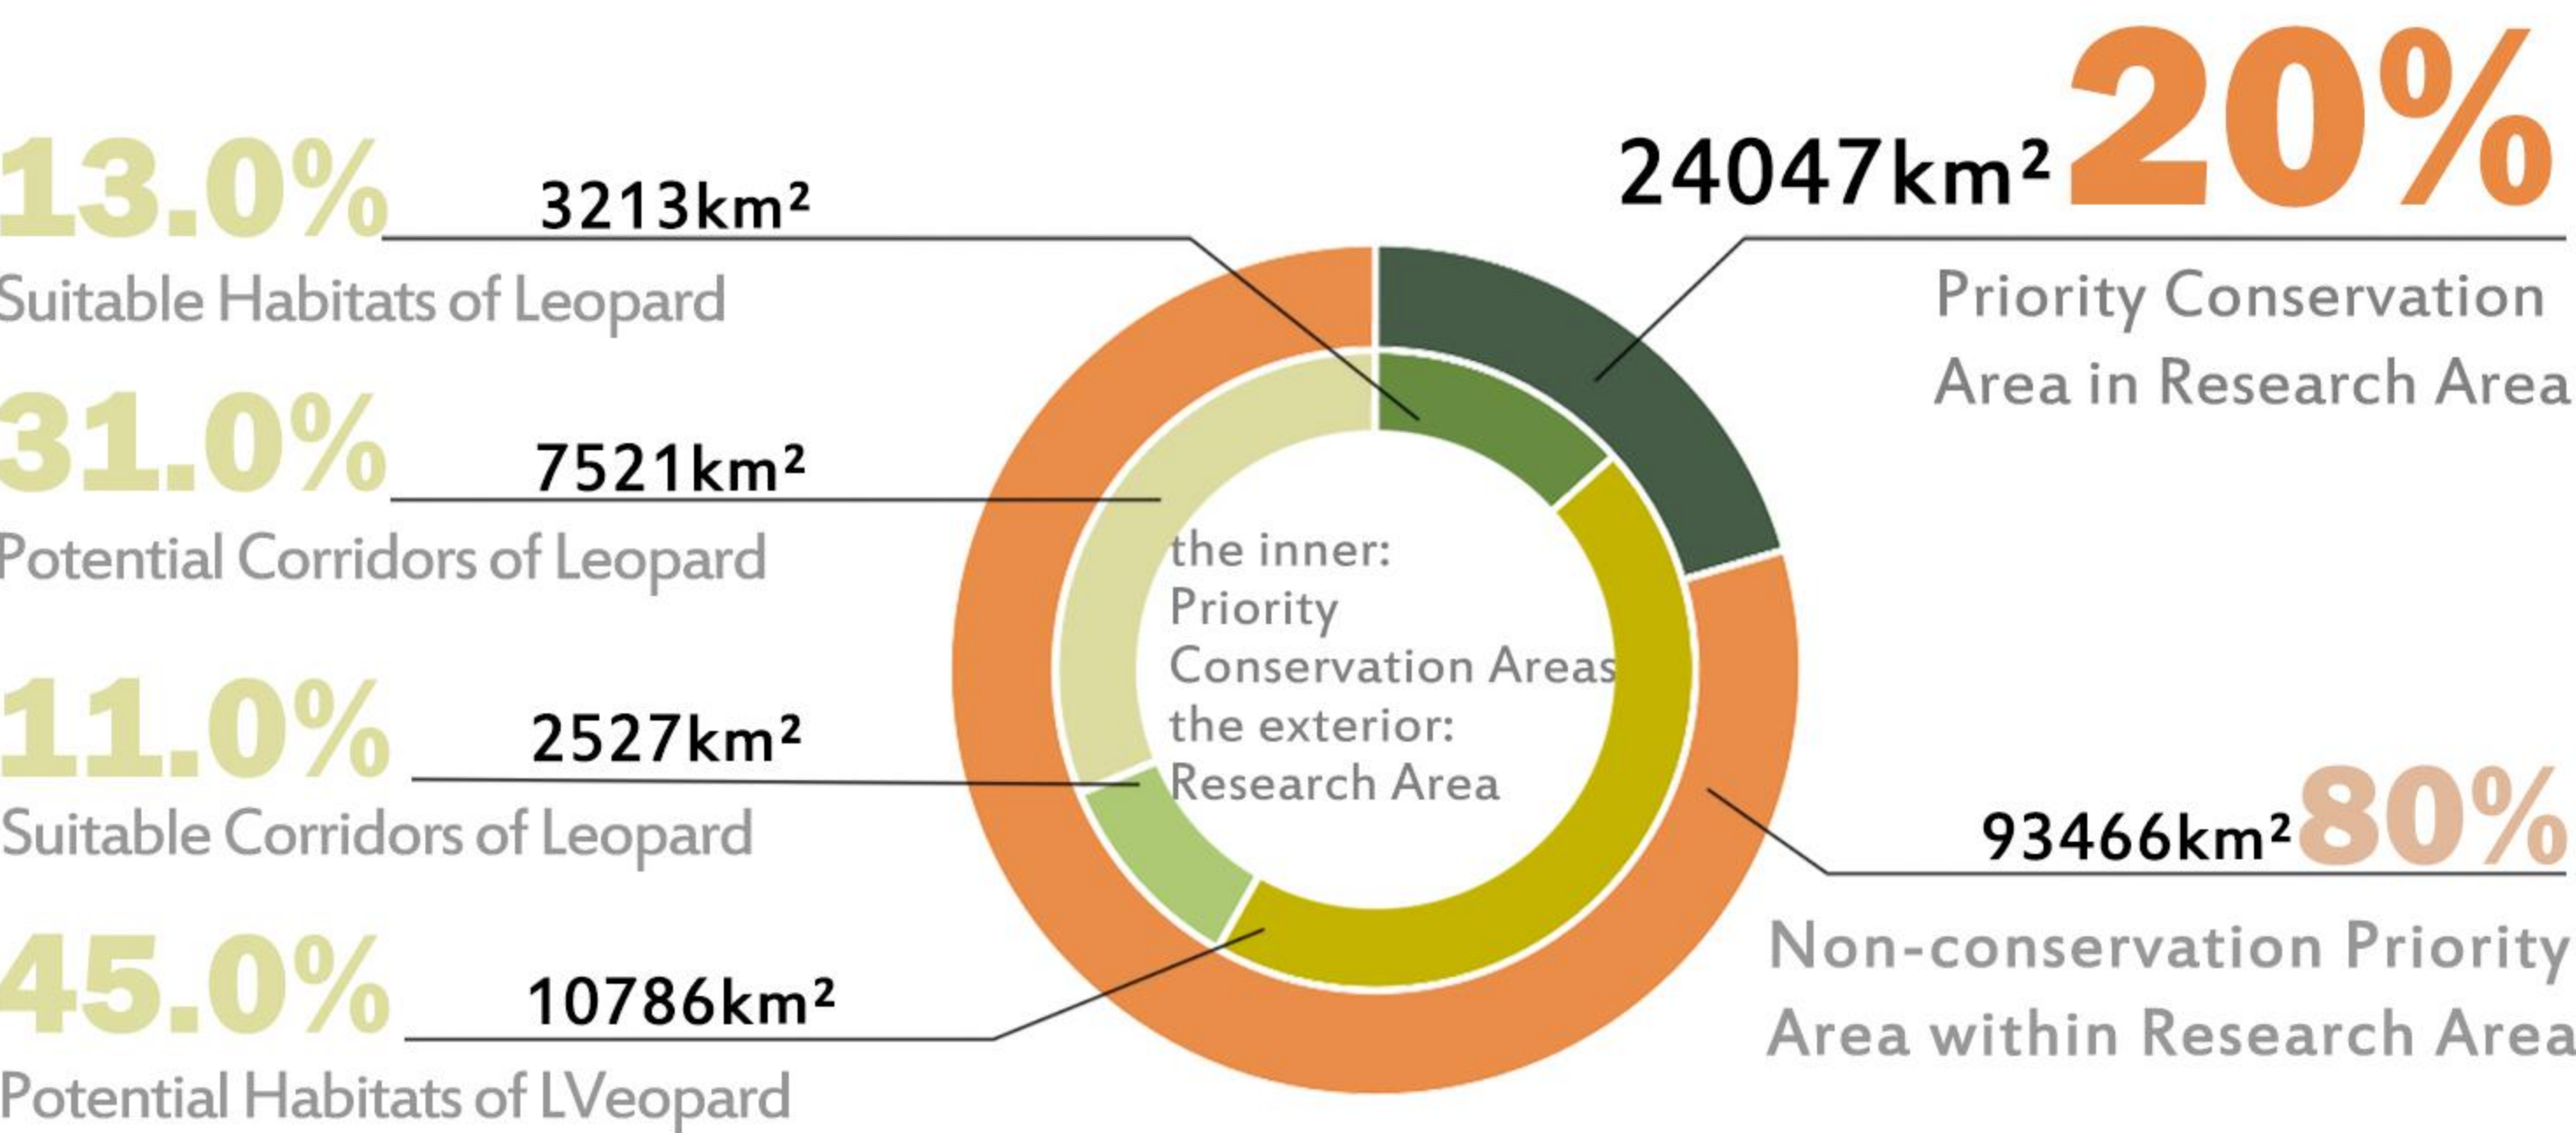 13.0%
3213km²
Suitable Habitats of Leopard
31.0%
7521km²
Potential Corridors of Leopard
11.0%
2527km²
Suitable Corridors of Leopard
45.0%
10786km²
Potential Habitats of LVeopard
the inner:
Priority
Conservation Areas
the exterior:
Research Area
24047km² 20%
Priority Conservation
Area in Research Area
93466km² 80%
Non-conservation Priority
Area within Research Area